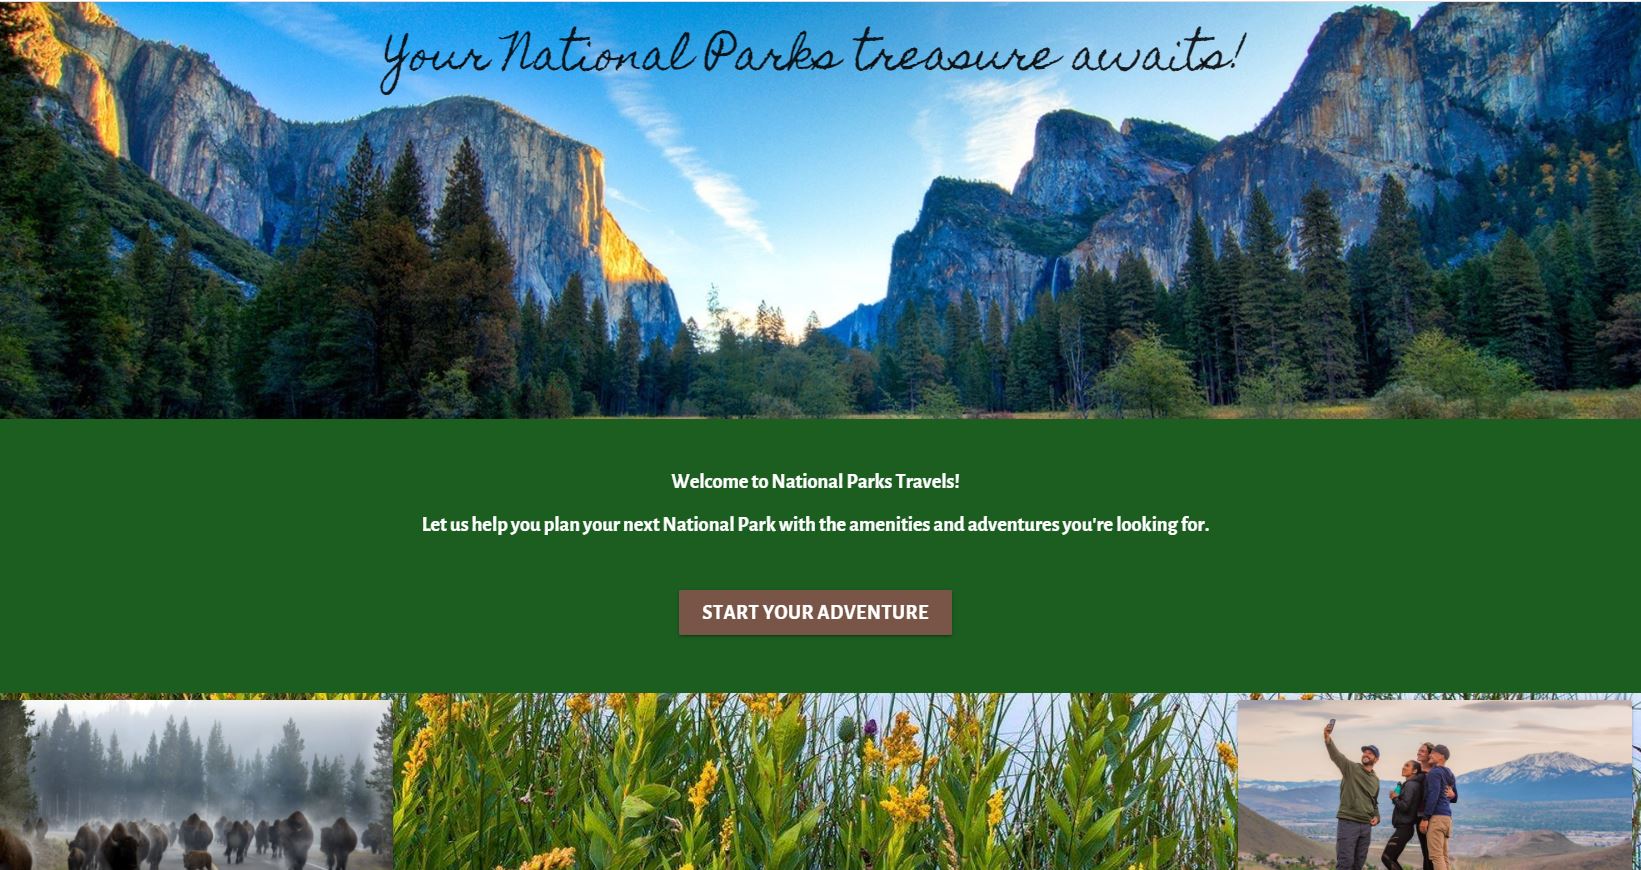 Your National Parks treasure awaits!
Welcome to National Parks Travels!
Let us help you plan your next National Park with the amenities and adventures you're looking for.
START YOUR ADVENTURE